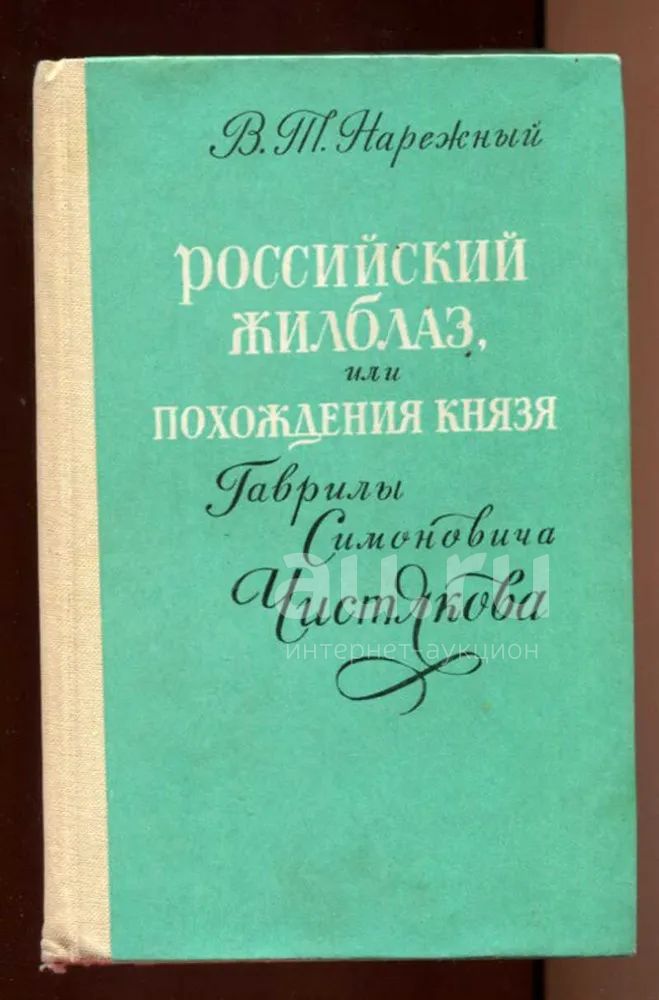 В. Т. Нарежный
РОССИЙСКИЙ
ЖИЛБЛАЗ,
или
ПОХОЖДЕНИЯ КНЯЗЯ
Гаврилы
Симоновича
au.ru
Чистякова
интернет-аукцион